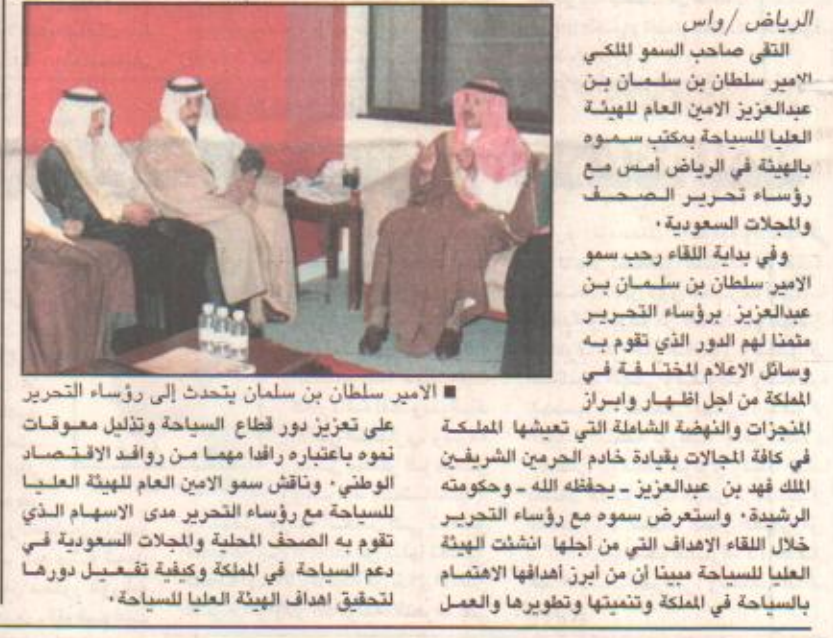 الرياض /واس
التقى صاحب السمو الملكي
الامير سلطان بن سلمان بن
عبدالعزيز الامين العام للهيئة
العليا للسياحة بمكتب سموه
بالهيئة في الرياض أمس مع
رؤساء تحرير الصحف
والمجلات السعودية ٠
وفي بداية اللقاء رحب سمو
الامير سلطان بن سلمان بن
عبدالعزيز برؤساء التحرير
مثمنا لهم الدور الذي تقوم به
وسائل الاعلام المختلفة في
المملكة من اجل اظهار وابراز
المنجزات والنهضة الشاملة التي تعيشها المملكة
في كافة المجالات بقيادة خادم الحرمين الشريفين
الملك فهد بن عبدالعزيز ـ يحفظه الله ـ وحكومته
الرشيدة٠ واستعرض سموه مع رؤساء التحرير
خلال اللقاء الاهداف التي من أجلها انشئت الهيئة
العليا للسياحة مبينا أن من أبرز أهدافها الاهتمام
بالسياحة في المملكة وتنميتها وتطويرها والعمل
■ الامير سلطان بن سلمان يتحدث إلى رؤساء التحرير
على تعزيز دور قطاع السياحة وتذليل معوقات
نموه باعتباره رافدا مهما من روافد الاقتصاد
الوطني٠ وناقش سمو الامين العام للهيئة العليا
للسياحة مع رؤساء التحرير مدى الاسهام الذي
تقوم به الصحف المحلية والمجلات السعودية في
دعم السياحة في المملكة وكيفية تفعيل دورها
لتحقيق اهداف الهيئة العليا للسياحة٠